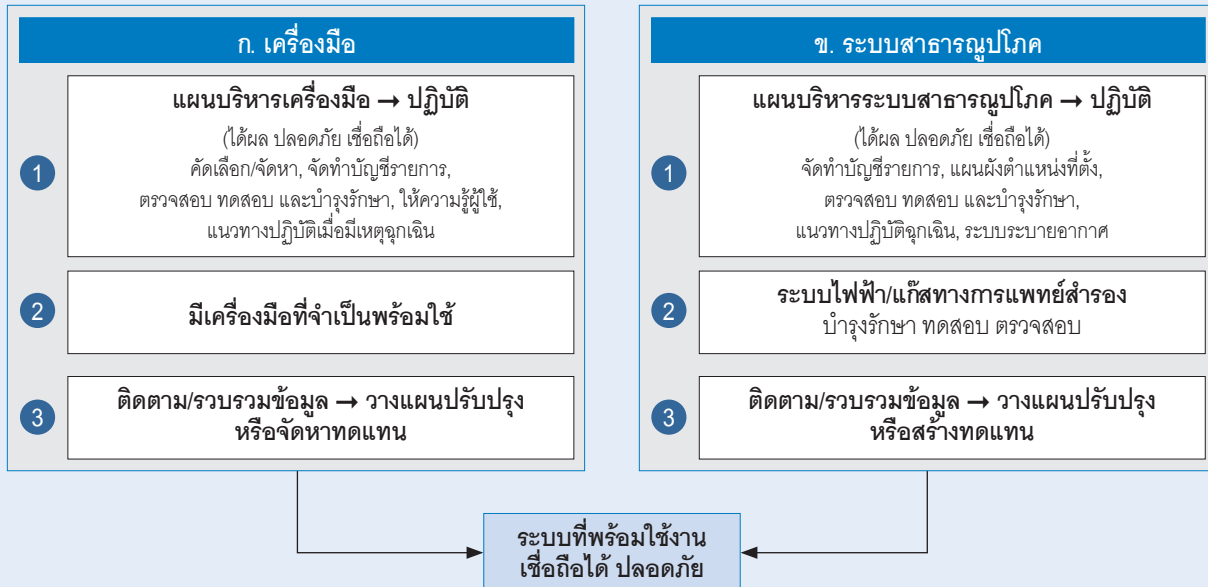 ก. เครื่องมือ
1
แผนบริหารเครื่องมือ → ปฏิบัติ
(ได้ผล ปลอดภัย เชื่อถือได้)
คัดเลือก/จัดหา, จัดทำบัญชีรายการ,
ตรวจสอบ ทดสอบ และบำรุงรักษา, ให้ความรู้ผู้ใช้,
แนวทางปฏิบัติเมื่อมีเหตุฉุกเฉิน
2
มีเครื่องมือที่จำเป็นพร้อมใช้
3
ติดตาม/รวบรวมข้อมูล → วางแผนปรับปรุง
หรือจัดหาทดแทน
ข. ระบบสาธารณูปโภค
1
แผนบริหารระบบสาธารณูปโภค → ปฏิบัติ
(ได้ผล ปลอดภัย เชื่อถือได้)
จัดทำบัญชีรายการ, แผนผังตำแหน่งที่ตั้ง,
ตรวจสอบ ทดสอบ และบำรุงรักษา,
แนวทางปฏิบัติฉุกเฉิน, ระบบระบายอากาศ
2
ระบบไฟฟ้า/แก๊สทางการแพทย์สำรอง
บำรุงรักษา ทดสอบ ตรวจสอบ
3
ติดตาม/รวบรวมข้อมูล → วางแผนปรับปรุง
หรือสร้างทดแทน
ระบบที่พร้อมใช้งาน
เชื่อถือได้ ปลอดภัย